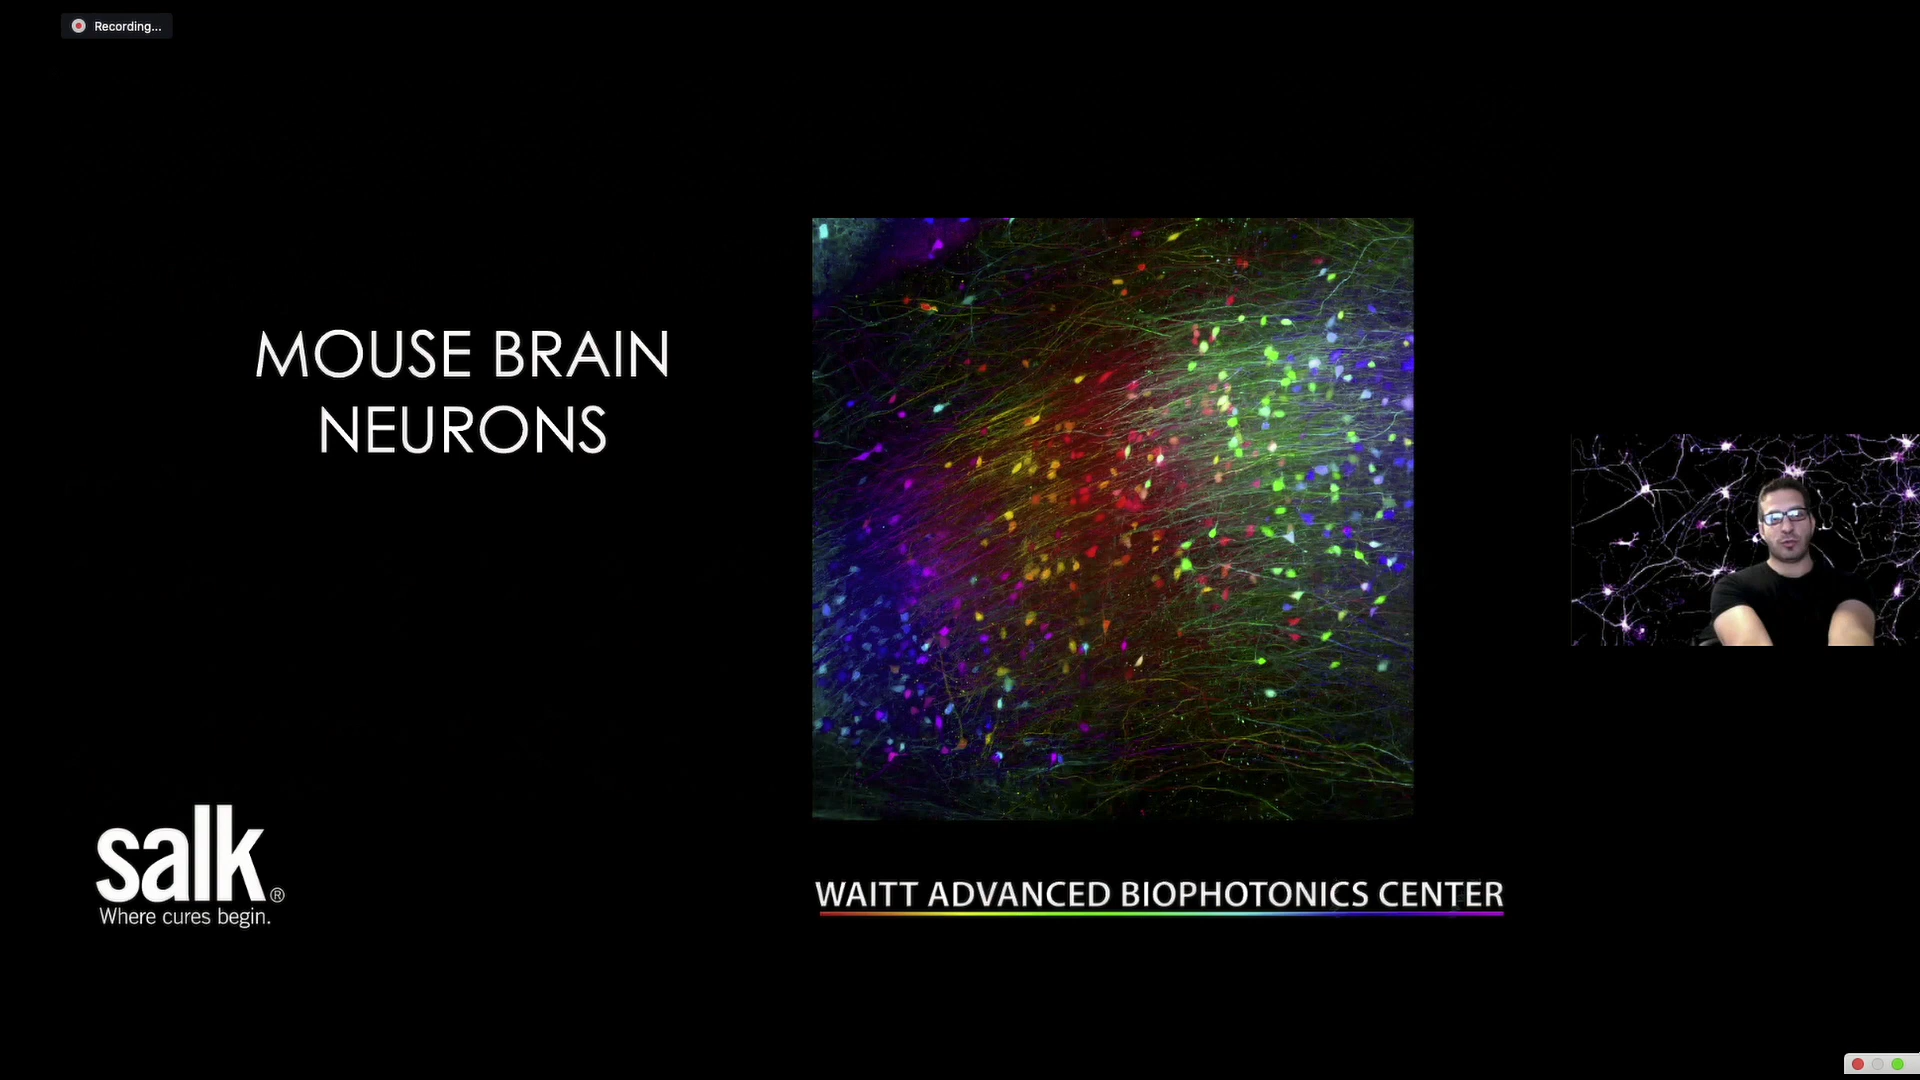 Recording...
MOUSE BRAIN
NEURONS
salk®
Where cures begin.
WAITT ADVANCED BIOPHOTONICS CENTER